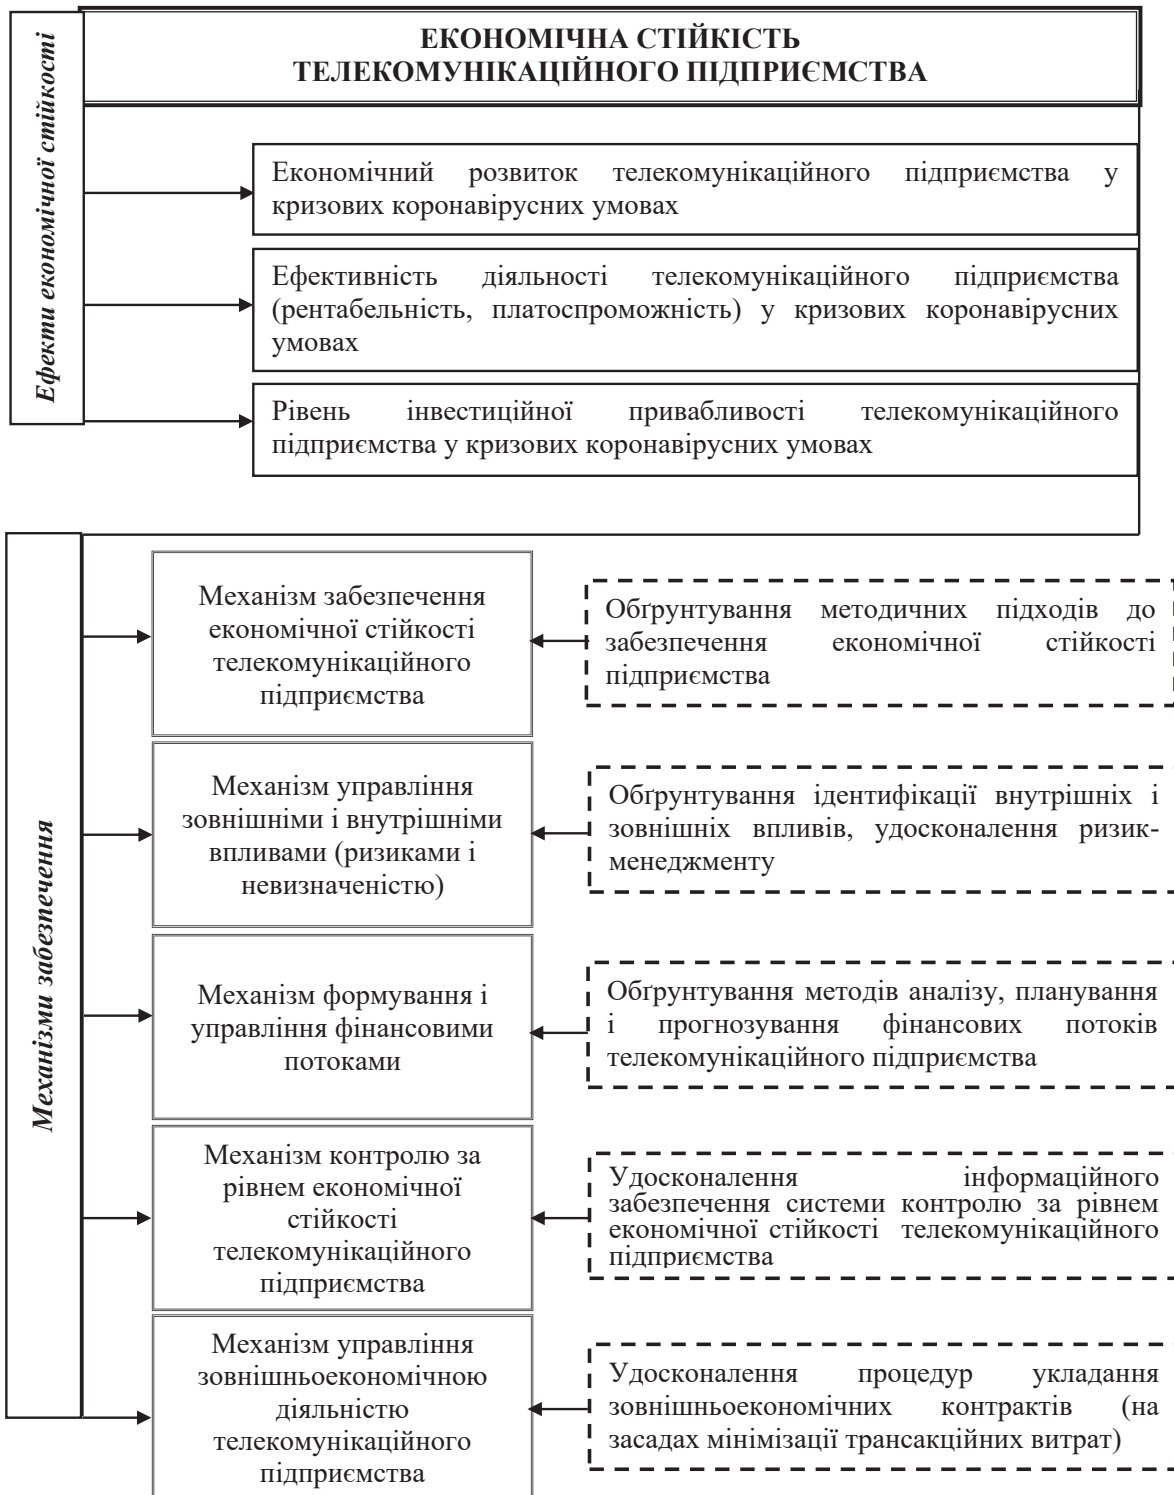 ЕКОНОМІЧНА СТІЙКІСТЬ
ТЕЛЕКОМУНІКАЦІЙНОГО ПІДПРИЄМСТВА
Ефекти економічної стійкості
Економічний розвиток телекомунікаційного підприємства у
кризових коронавірусних умовах
Ефективність діяльності телекомунікаційного підприємства
(рентабельність, платоспроможність) у кризових коронавірусних
умовах
Рівень інвестиційної привабливості телекомунікаційного
підприємства у кризових коронавірусних умовах
Механізми забезпечення
Механізм забезпечення
економічної стійкості
телекомунікаційного
підприємства
Обґрунтування методичних підходів до
забезпечення економічної стійкості
підприємства
Механізм управління
зовнішніми і внутрішніми
впливами (ризиками і
невизначеністю)
Обґрунтування ідентифікації внутрішніх і
зовнішніх впливів, удосконалення ризик-
менеджменту
Механізм формування і
управління фінансовими
потоками
Обґрунтування методів аналізу, планування
і прогнозування фінансових потоків
телекомунікаційного підприємства
Механізм контролю за
рівнем економічної
стійкості
телекомунікаційного
підприємства
Удосконалення інформаційного
забезпечення системи контролю за рівнем
економічної стійкості телекомунікаційного
підприємства
Механізм управління
зовнішньоекономічною
діяльністю
телекомунікаційного
підприємства
Удосконалення процедур укладання
зовнішньоекономічних контрактів (на
засадах мінімізації трансакційних витрат)